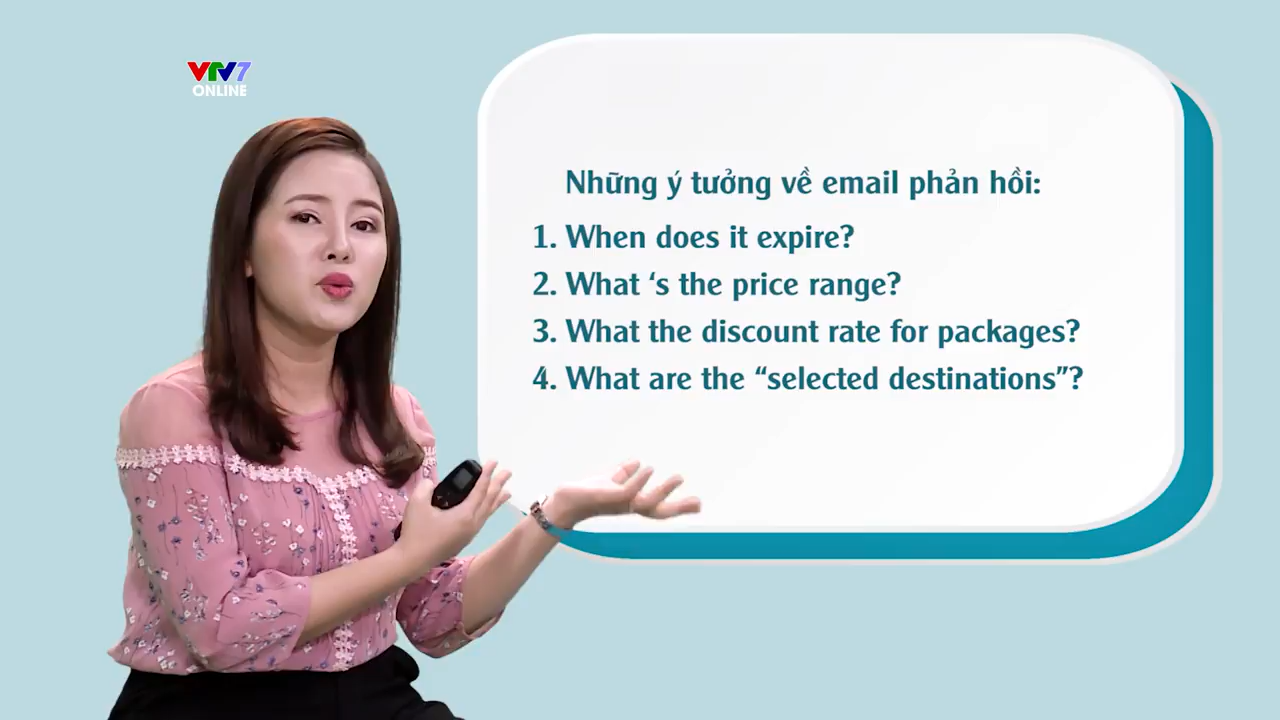 VTV7
ONLINE
Những ý tưởng về email phản hồi:
1. When does it expire?
2. What ‘s the price range?
3. What the discount rate for packages?
4. What are the “selected destinations”?